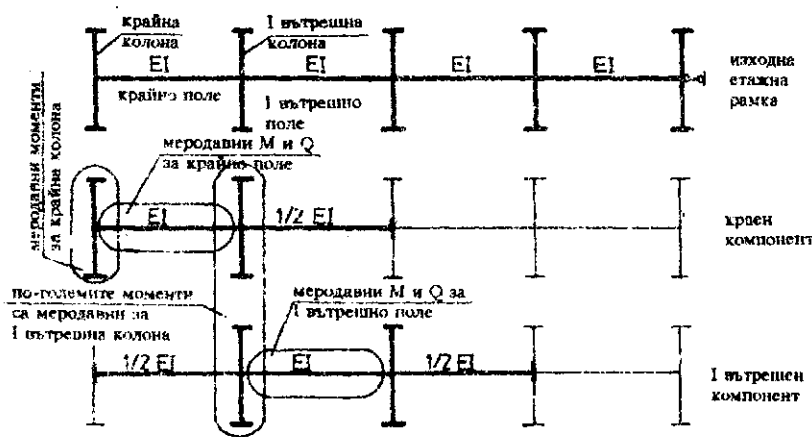 крайна
колона
I вътрешна
колона
EI
EI
EI
EI
крайно поле
I вътрешно
поле
изходна
етажна
рамка
меродавни M и Q
за крайно поле
меродавни моменти
за крайна колона
EI
1/2 EI
краен
компонент
по-големите моменти
са меродавни за
I вътрешна колона
меродавни M и Q за
I вътрешно поле
1/2 EI
EI
1/2 EI
I вътрешен
компонент